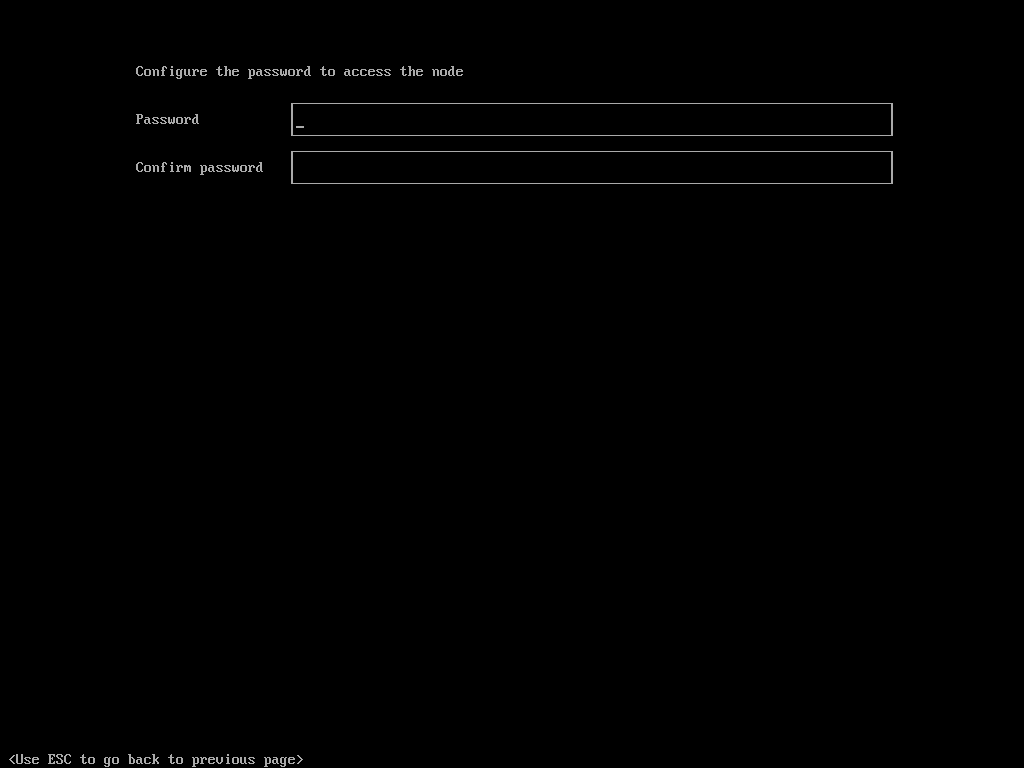 Configure the password to access the node
Password
Confirm password
<Use ESC to go back to previous page>